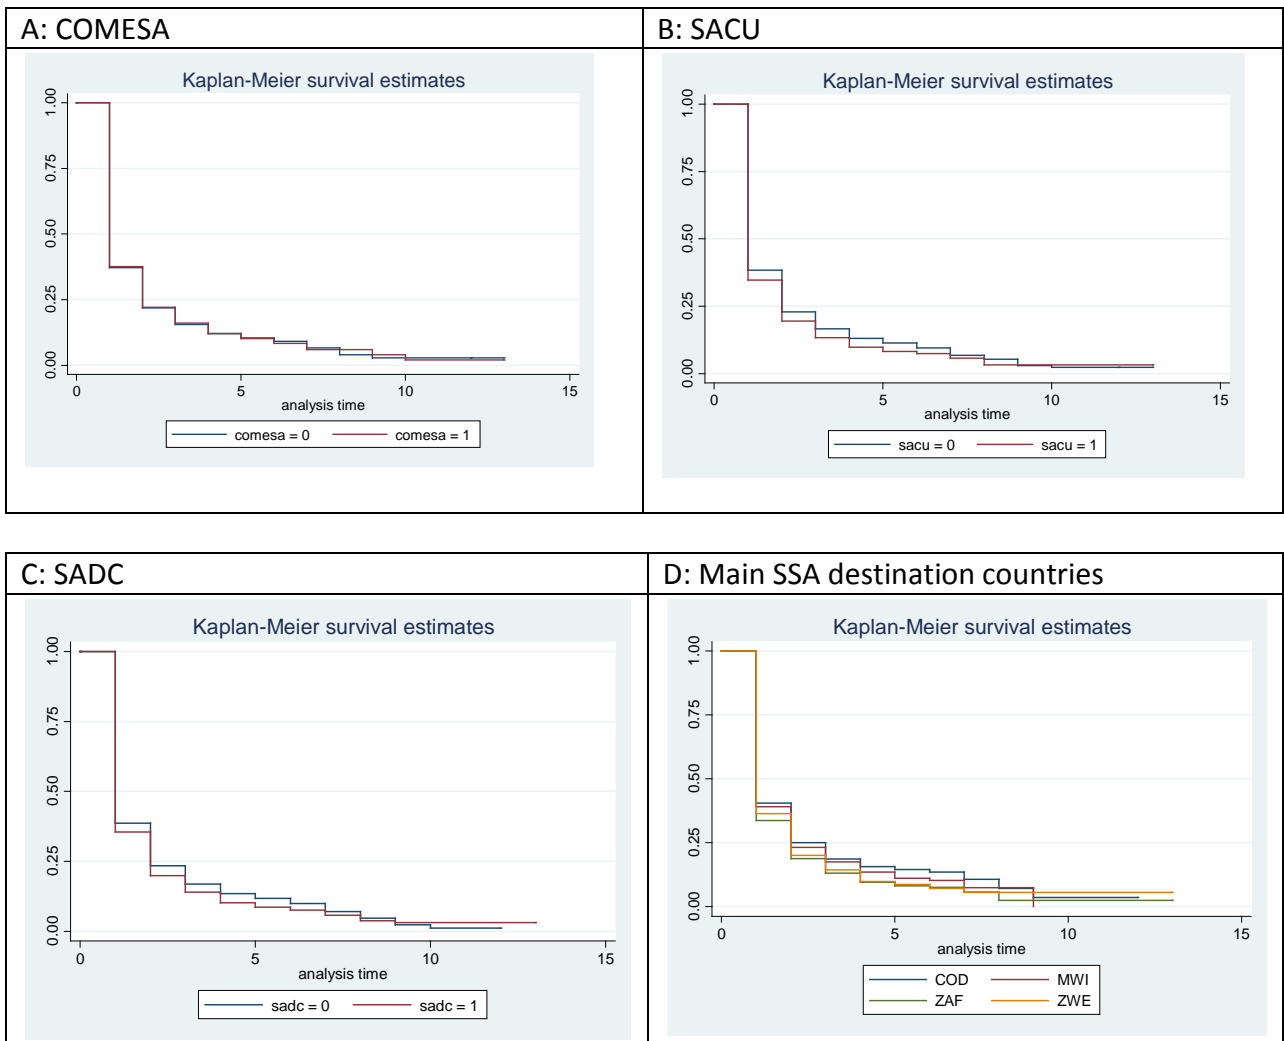 A: COMESA
Kaplan-Meier survival estimates
1.00
0.75
0.50
0.25
0.00
0 5 10 15
analysis time
comesa = 0 comesa = 1
B: SACU
Kaplan-Meier survival estimates
1.00
0.75
0.50
0.25
0.00
0 5 10 15
analysis time
sacu = 0 sacu = 1
C: SADC
Kaplan-Meier survival estimates
1.00
0.75
0.50
0.25
0.00
0 5 10 15
analysis time
sadc = 0 sadc = 1
D: Main SSA destination countries
Kaplan-Meier survival estimates
1.00
0.75
0.50
0.25
0.00
0 5 10 15
analysis time
COD MWI
ZAF ZWE